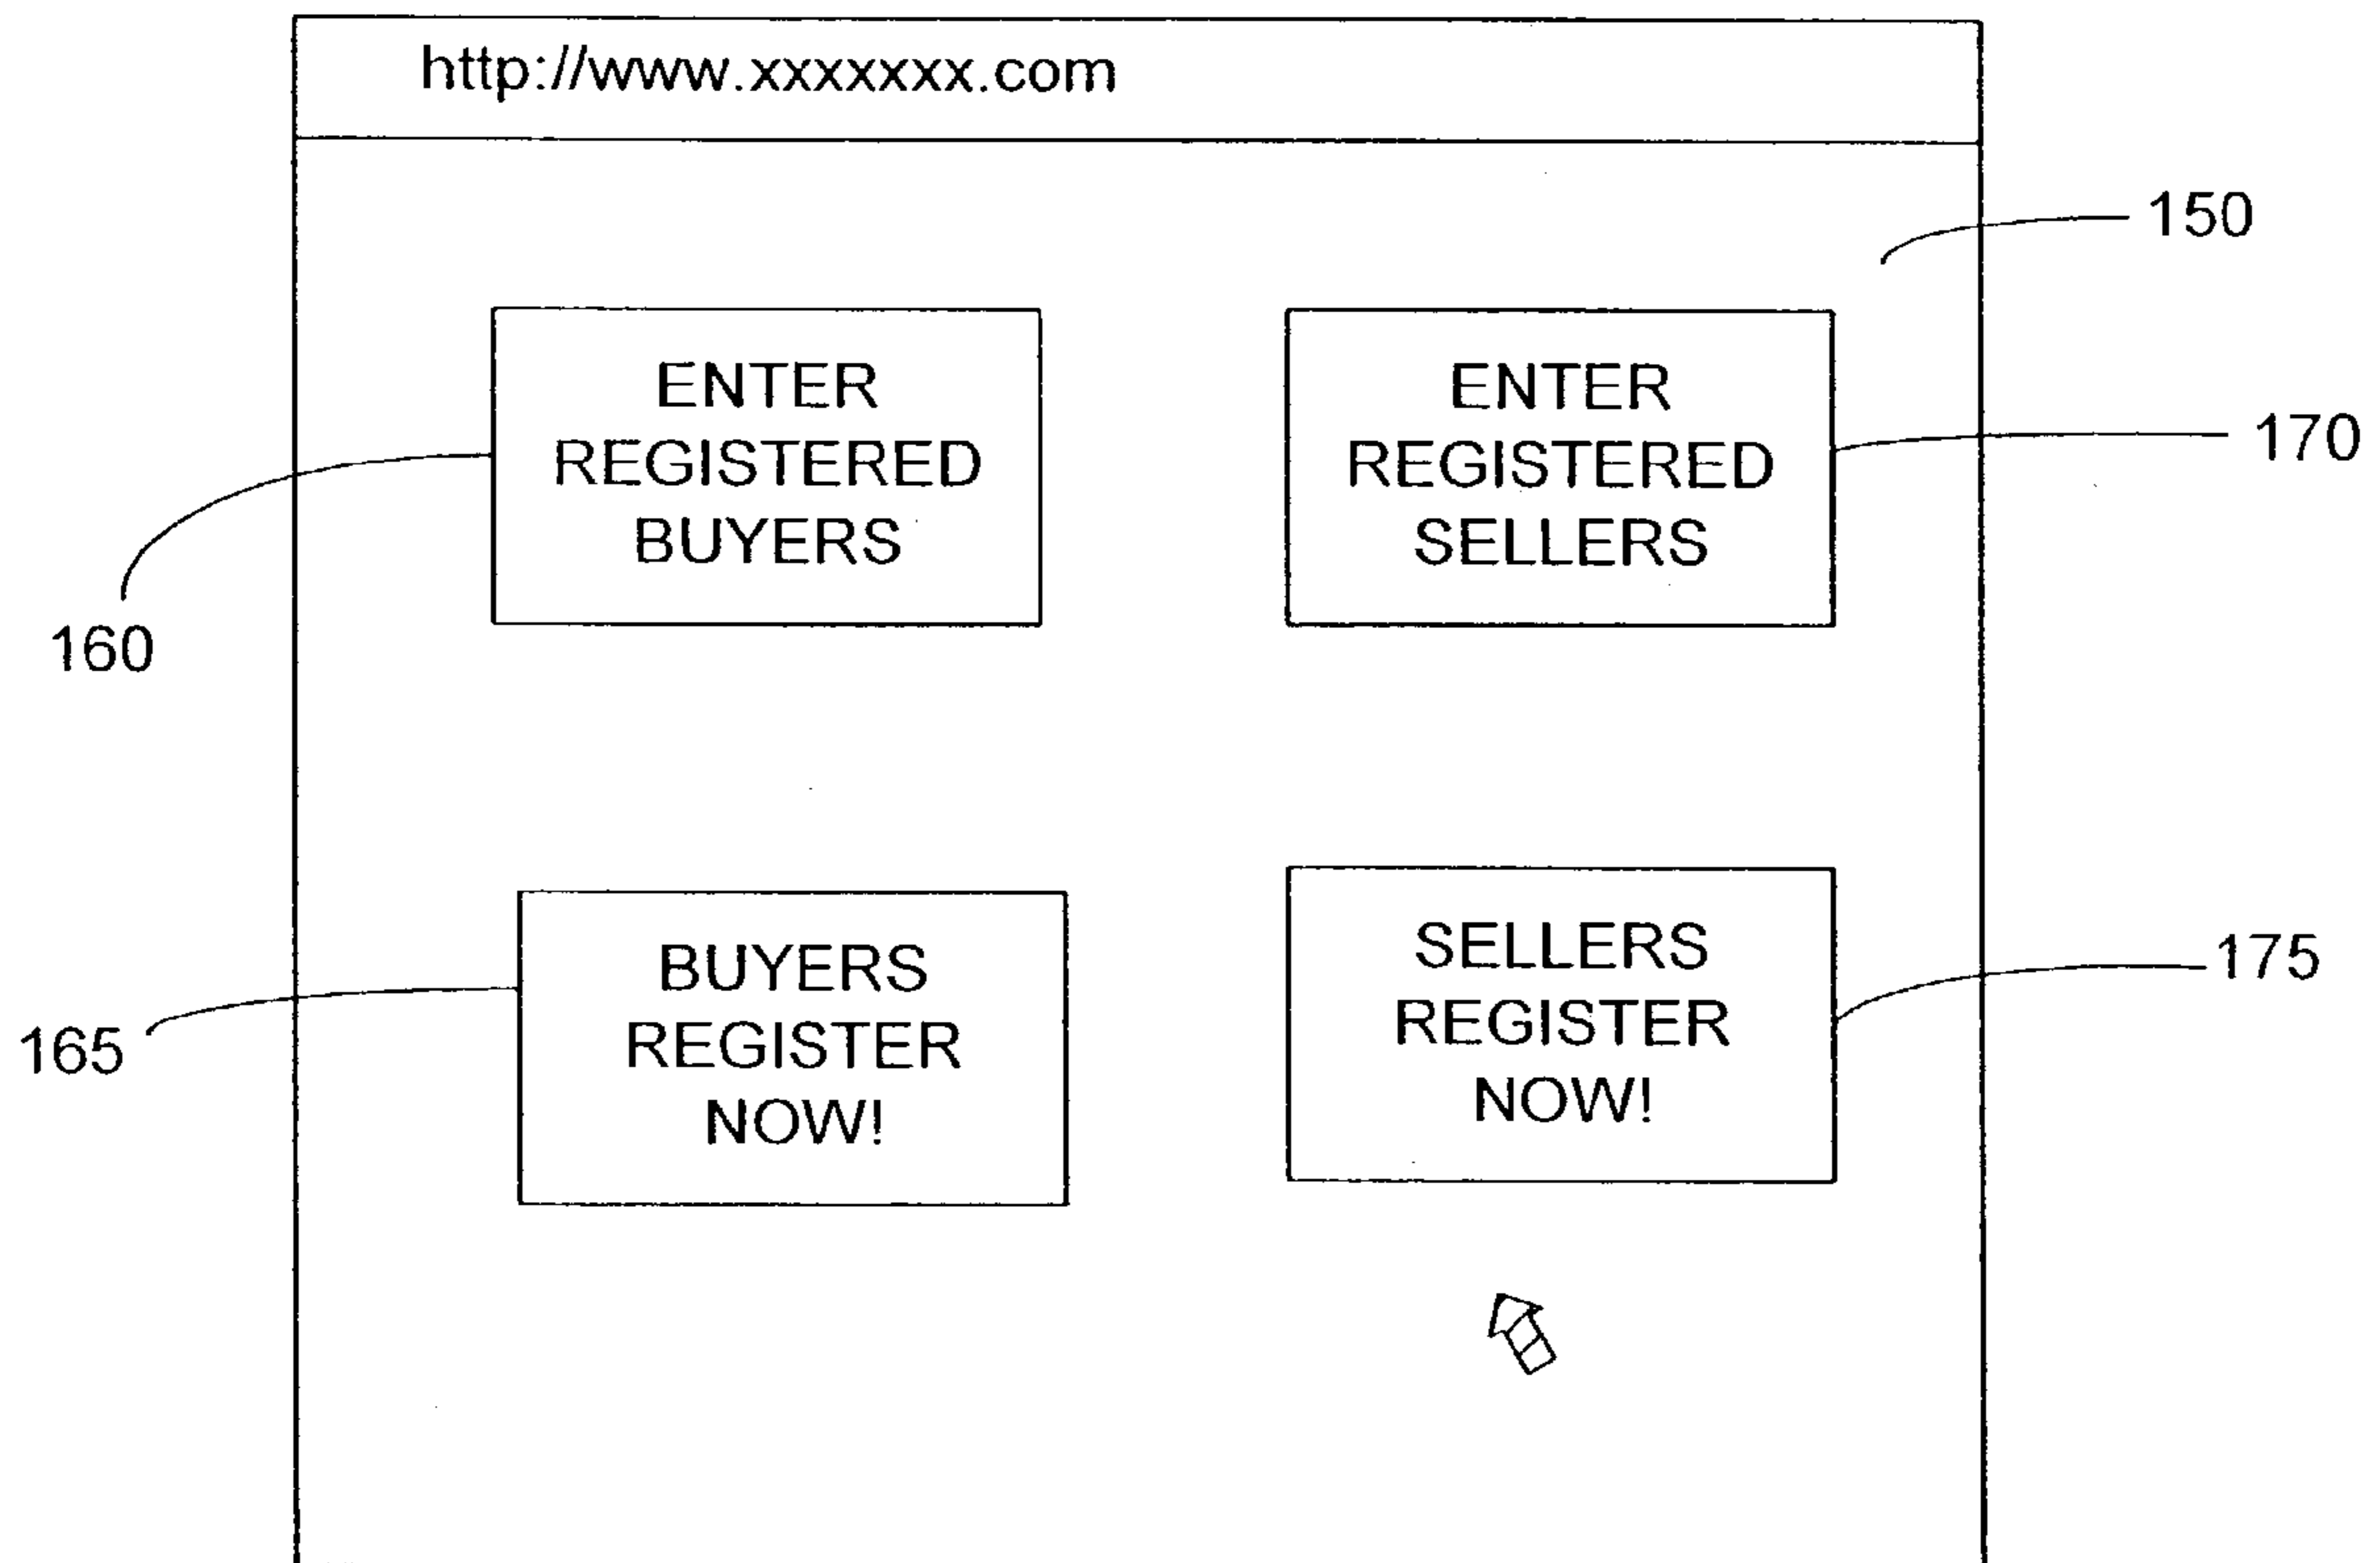 http://www.xxxxxxx.com
150
ENTER
REGISTERED
BUYERS
160
ENTER
REGISTERED
SELLERS
170
BUYERS
REGISTER
NOW!
165
SELLERS
REGISTER
NOW!
175